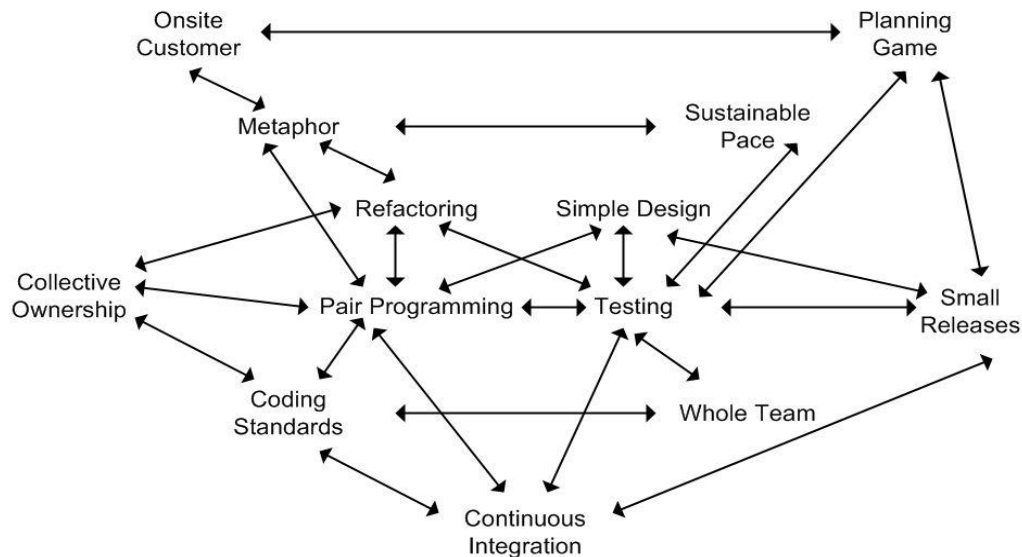 Onsite
Customer
Planning
Game
Metaphor
Sustainable
Pace
Refactoring
Simple Design
Collective
Ownership
Pair Programming
Testing
Small
Releases
Coding
Standards
Whole Team
Continuous
Integration